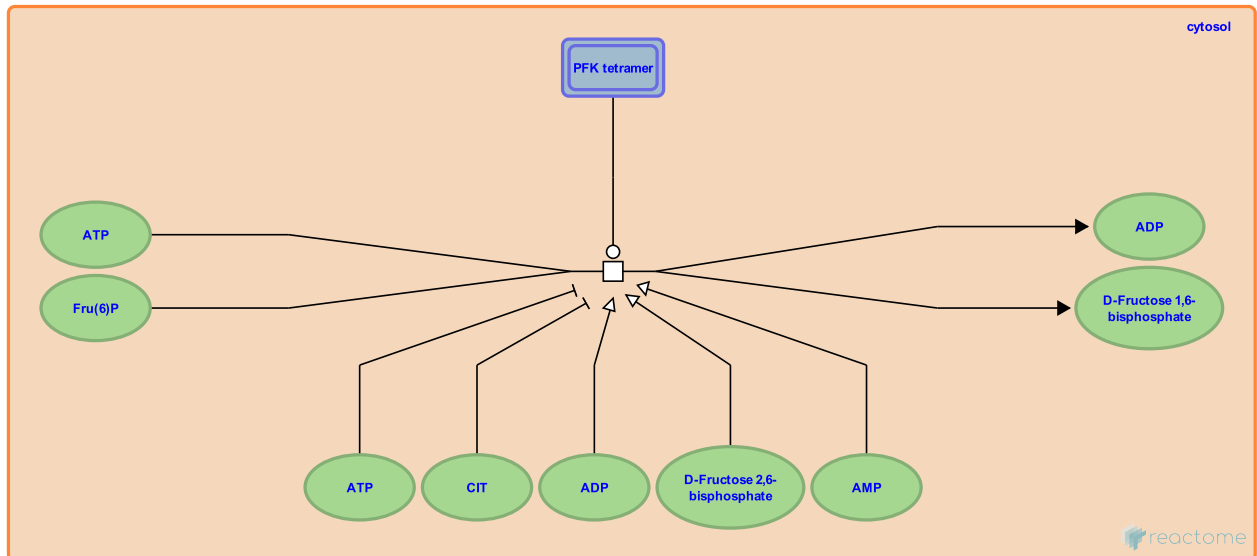 cytosol
PFK tetramer
ATP
Fru(6)P
ADP
D-Fructose 1,6-
bisphosphate
ATP
CIT
ADP
D-Fructose 2,6-
bisphosphate
AMP
reactome